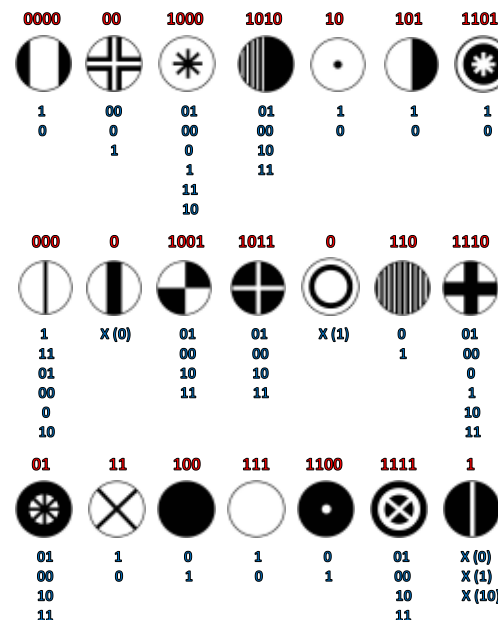 0000 00 1000 1010 10 101 1101
1 00 01 01 1 1 1
0 0 00 00 0 0 0
1 0 10
1 11
11
10
000 0 1001 1011 0 110 1110
1 X (0) 01 01 X (1) 0 01
11 00 00 1 00
01 10 10 0
00 11 11 1
0 10
10 11
01 11 100 111 1100 1111 1
01 1 0 1 0 01 X (0)
00 0 1 0 1 00 X (1)
10 10 X (10)
11 11